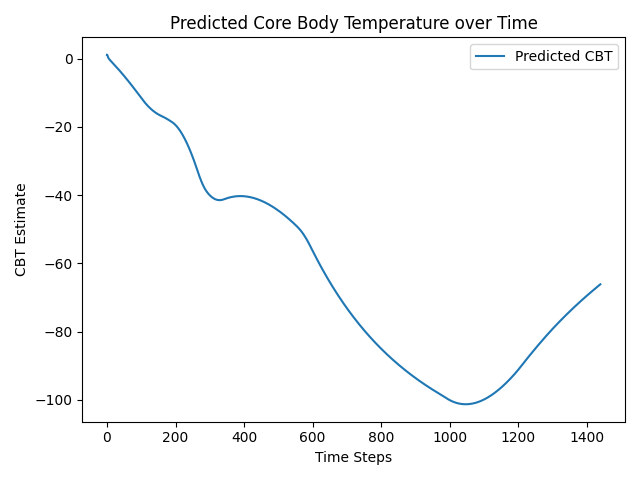 Predicted Core Body Temperature over Time
Predicted CBT
CBT Estimate
0
−20
−40
−60
−80
−100
0 200 400 600 800 1000 1200 1400
Time Steps